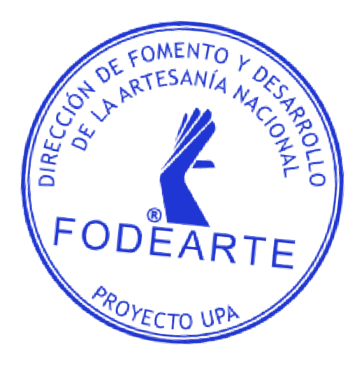 DIRECCIÓN DE FOMENTO Y DESARROLLO
DE LA ARTESANÍA NACIONAL
®
FODEARTE
PROYECTO UPA